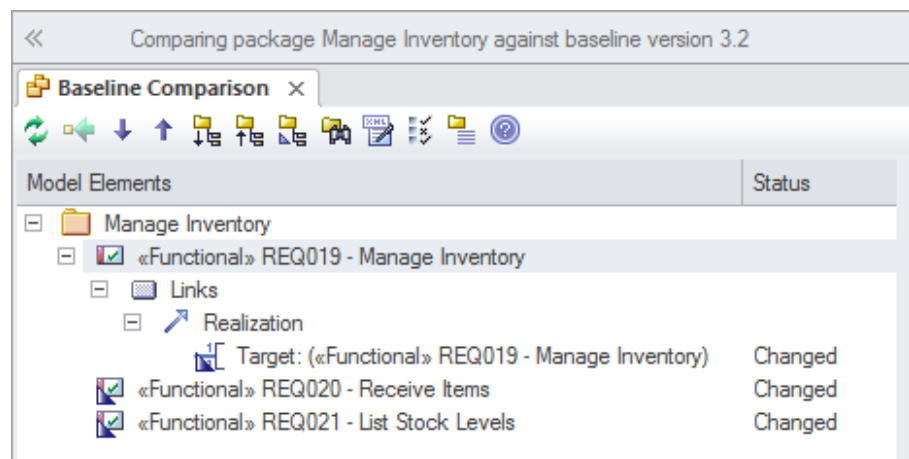 Comparing package Manage Inventory against baseline version 3.2
Baseline Comparison
Model Elements Status
Manage Inventory
«Functional» REQ019 - Manage Inventory
Links
Realization
Target: («Functional» REQ019 - Manage Inventory) Changed
«Functional» REQ020 - Receive Items Changed
«Functional» REQ021 - List Stock Levels Changed